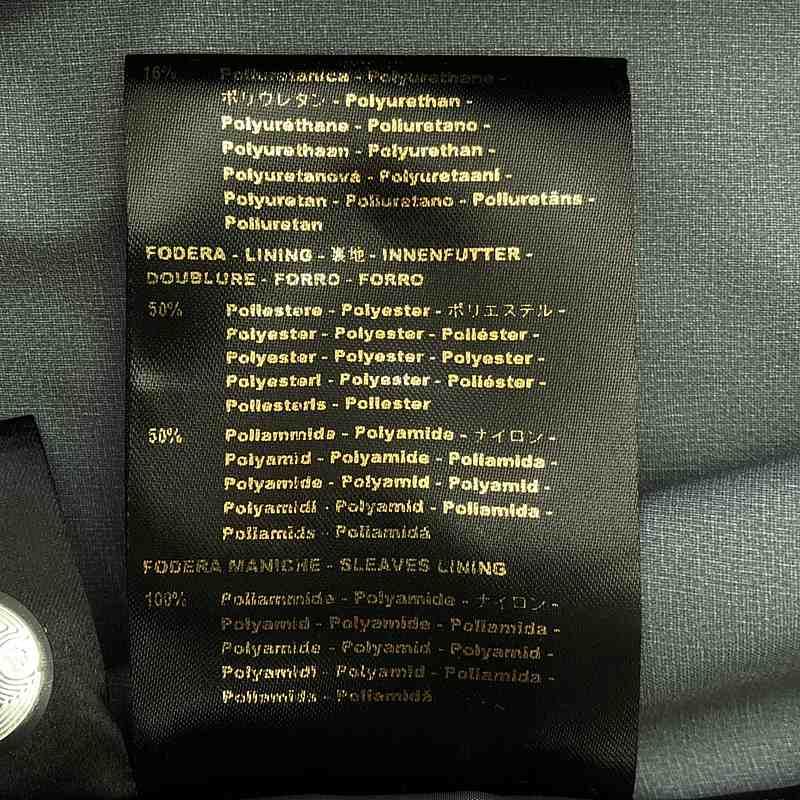 16% Poliuretanica - Polyurethane -
ポリウレタン - Polyurethan -
Polyuréthane - Poliuretano -
Polyurethaan - Polyurethan -
Polyuretanová - Polyuretaani -
Polyuretan - Poliuretano - Poliuretāns -
Poliuretan
FODERA - LINING - 裏地 - INNENFUTTER -
DOUBLURE - FORRO - FORRO
50% Poliestere - Polyester - ポリエステル -
Polyester - Polyester - Poliéster -
Polyester - Polyester - Polyester -
Polyesteri - Polyester - Poliéster -
Poliesteris - Poliester
50% Poliammide - Polyamide - ナイロン -
Polyamid - Polyamide - Poliamida -
Polyamide - Polyamid - Polyamid -
Polyamidi - Polyamid - Poliamida -
Poliamīds - Poliamidă
FODERA MANICHE - SLEAVES LINING
100% Poliammide - Polyamide - ナイロン -
Polyamid - Polyamide - Poliamida -
Polyamide - Polyamid - Polyamid -
Polyamidi - Polyamid - Poliamida -
Poliamīds - Poliamidă